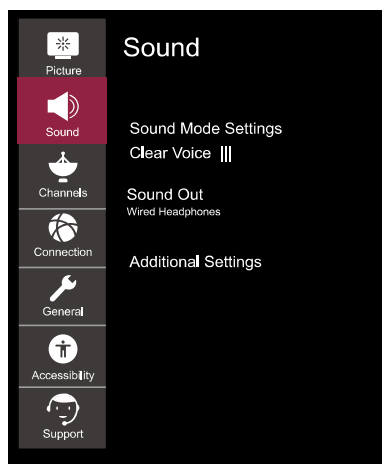 Picture
Sound
Sound
Channels
Connection
General
Accessibility
Support
Sound Mode Settings
Clear Voice |||
Sound Out
Wired Headphones
Additional Settings